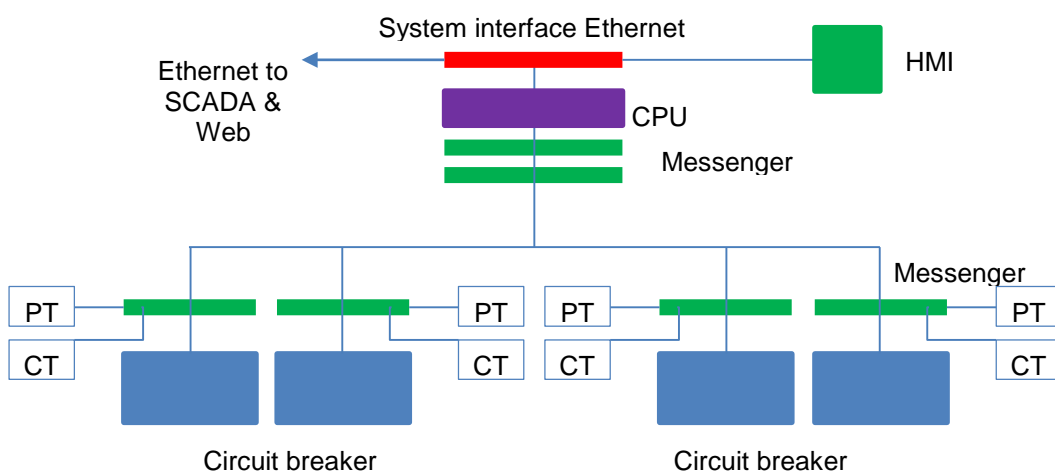 System interface Ethernet
Ethernet to
SCADA &
Web
HMI
CPU
Messenger
Messenger
PT
PT
PT
PT
CT
CT
CT
CT
Circuit breaker
Circuit breaker